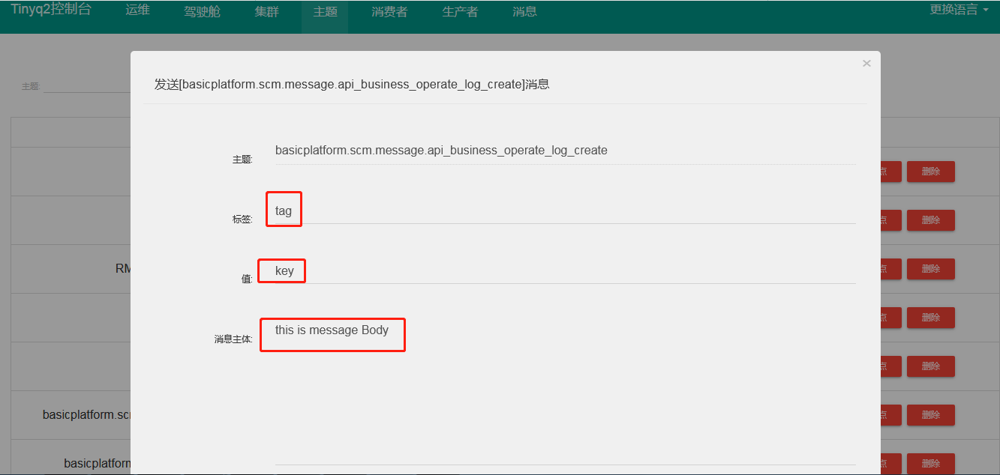 Tinyq2控制台 运维 驾驶舱 集群 主题 消费者 生产者 消息 更换语言
×
发送[basicplatform.scm.message.api_business_operate_log_create]消息
主题:
主题: basicplatform.scm.message.api_business_operate_log_create
点 删除
标签: tag
点 删除
值: key
RM
点 删除
消息主体: this is message Body
点 删除
点 删除
basicplatform.sc
点 删除
basicplatform
点 删除